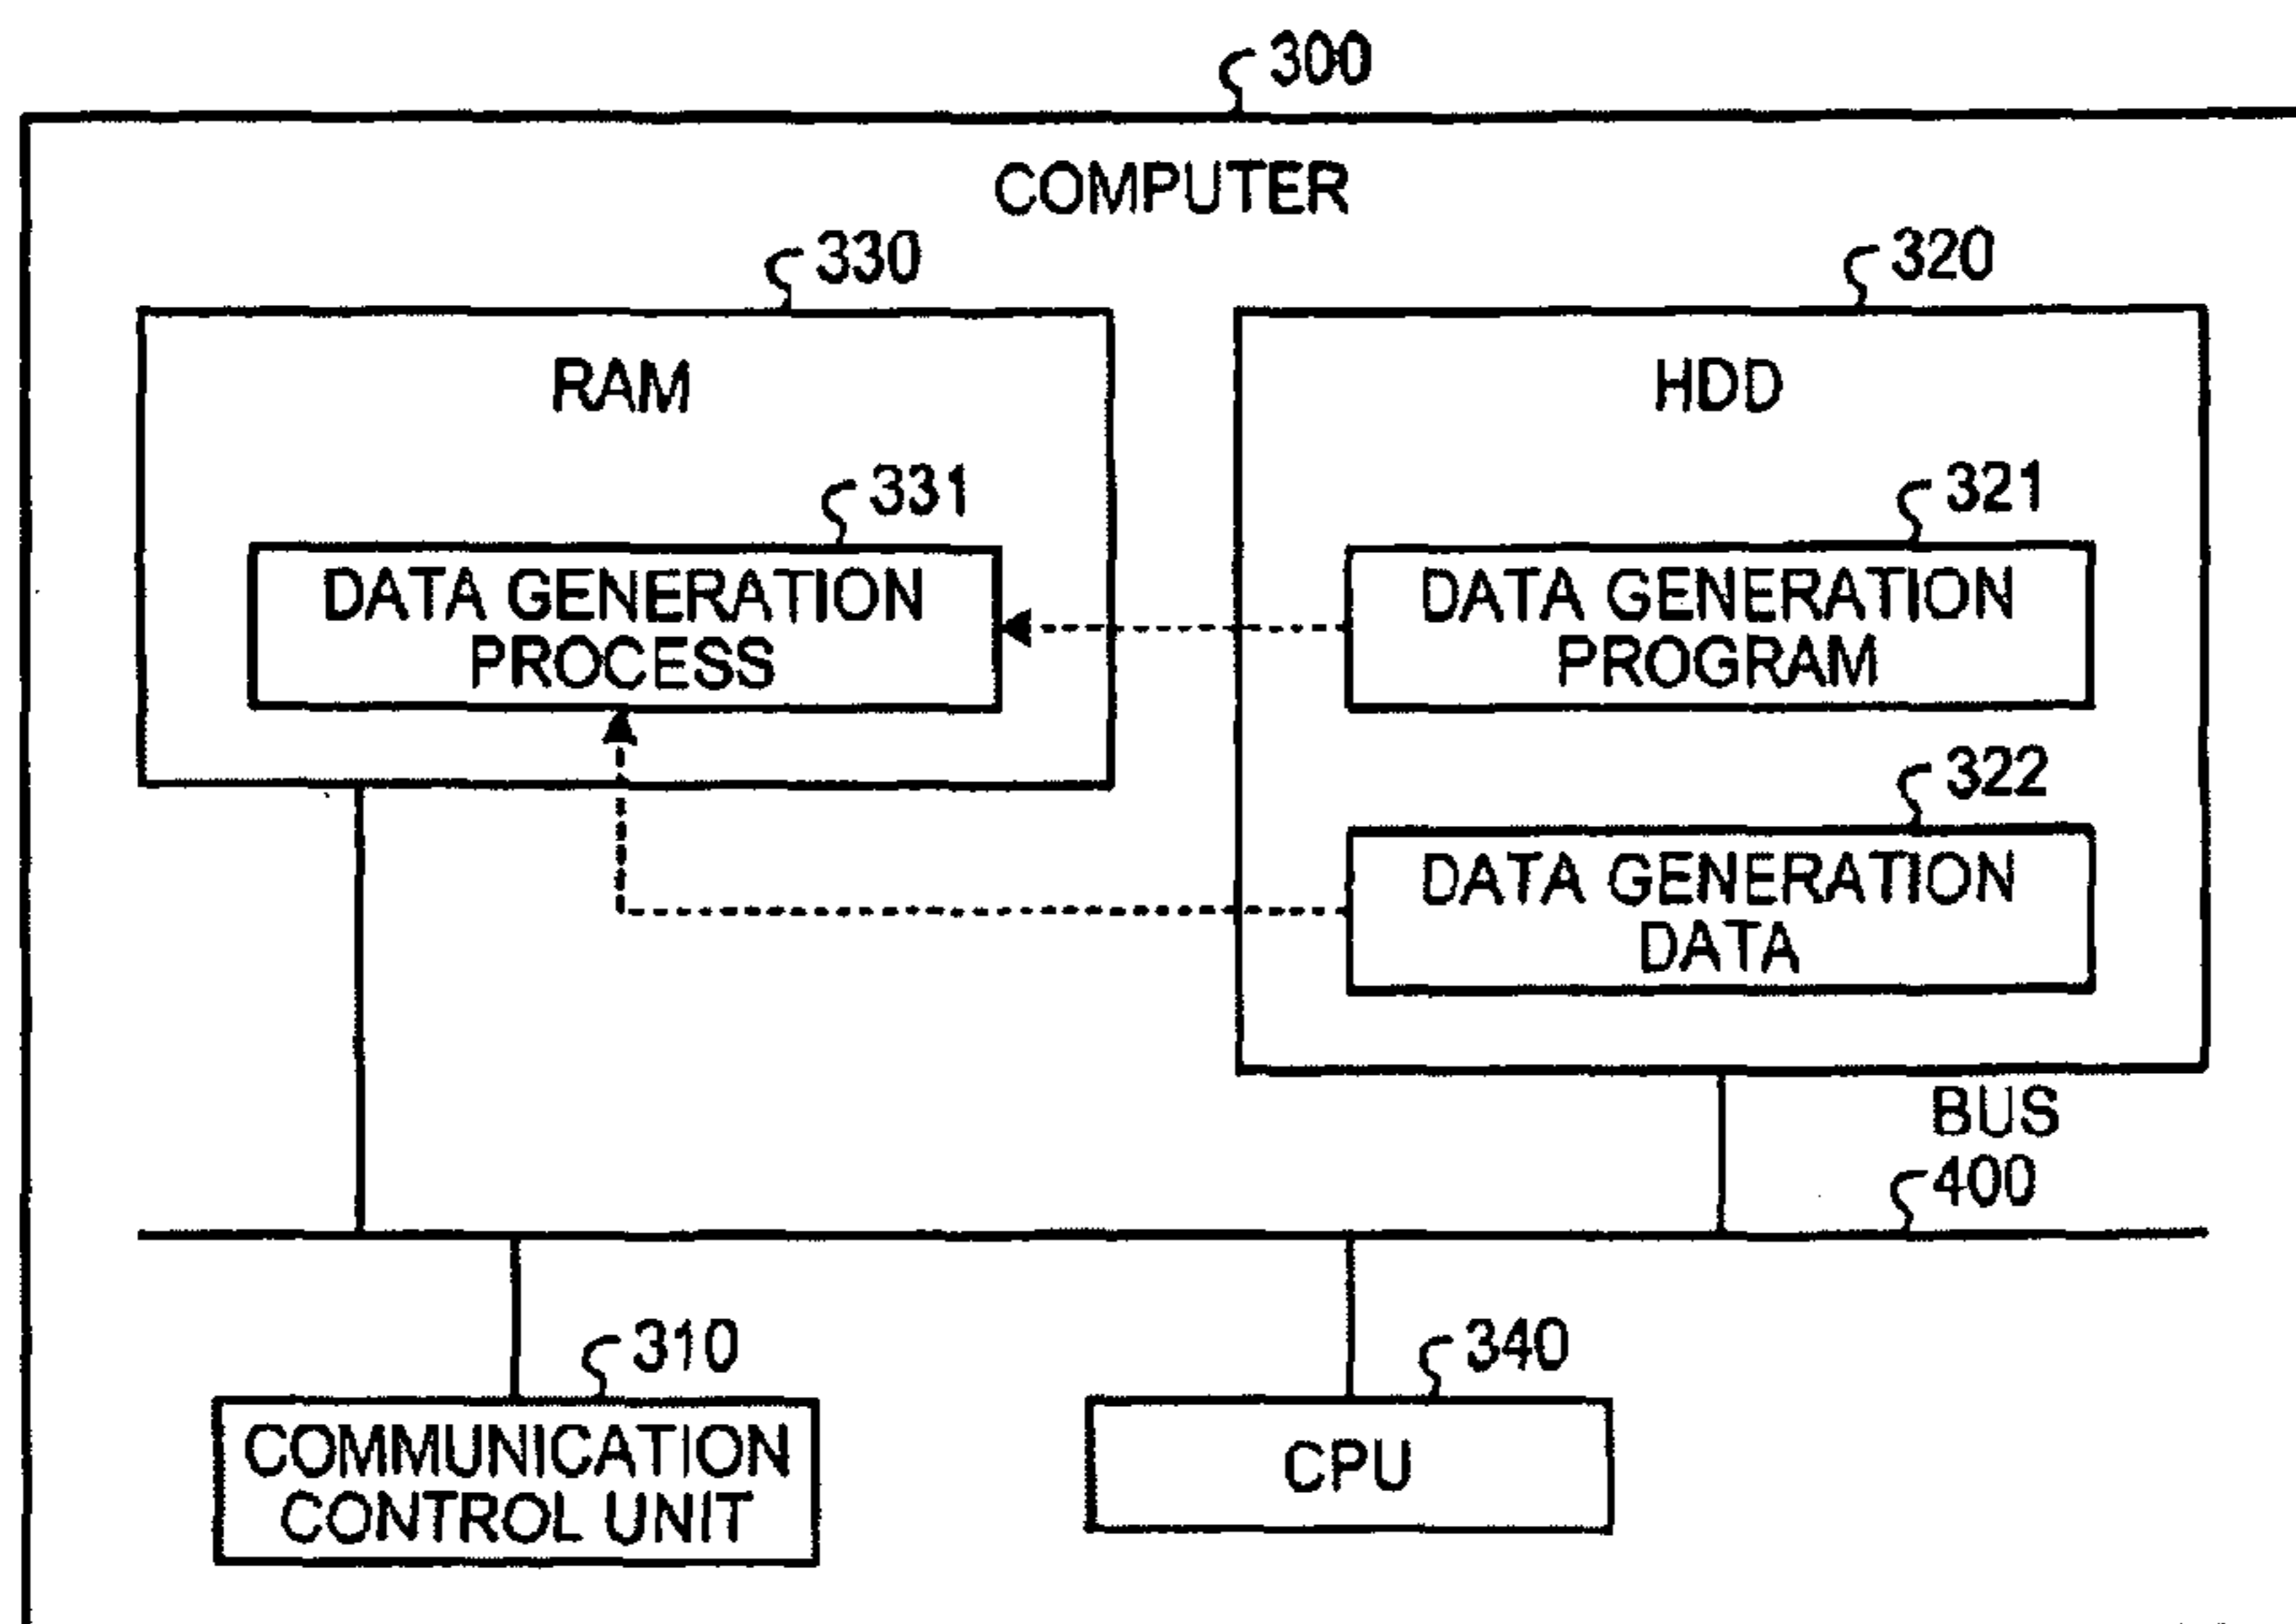 300
COMPUTER
330
RAM
331
DATA GENERATION
PROCESS
320
HDD
321
DATA GENERATION
PROGRAM
322
DATA GENERATION
DATA
BUS
400
310
COMMUNICATION
CONTROL UNIT
340
CPU